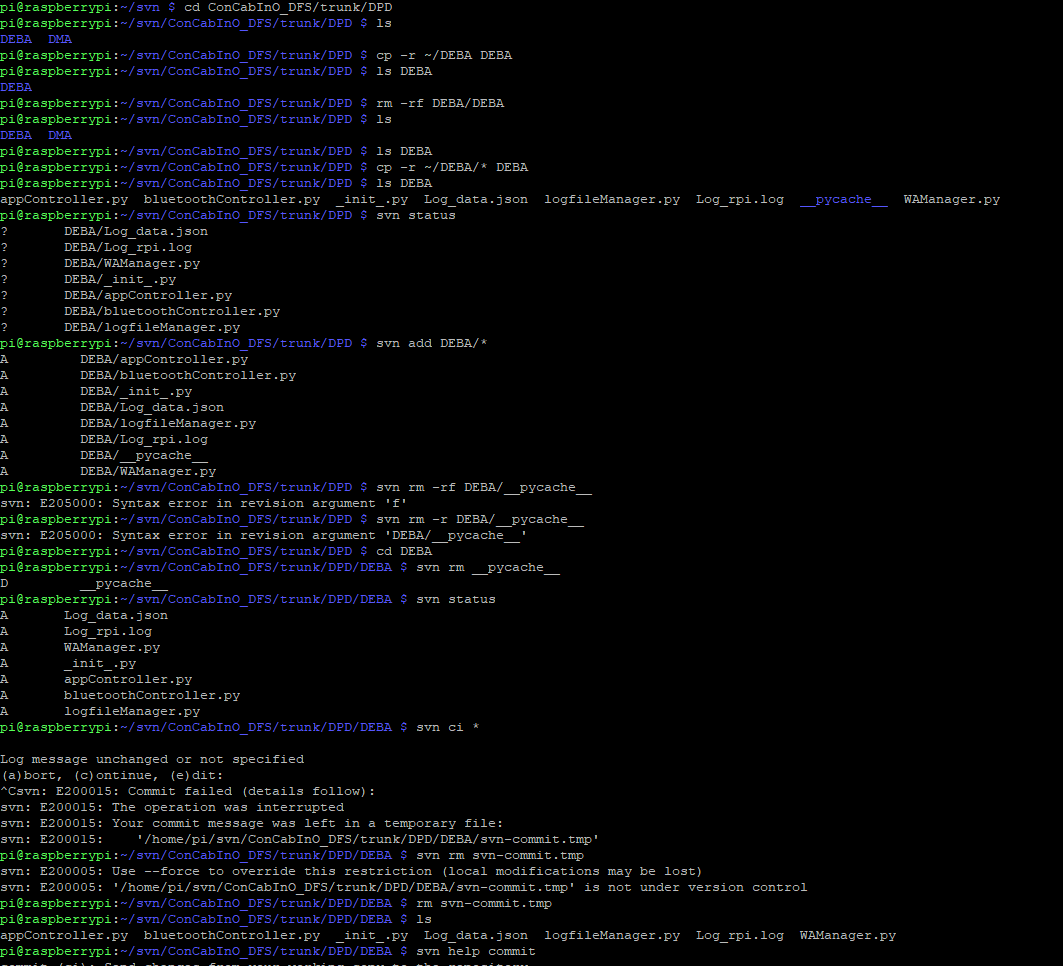 pi@raspberrypi:~/svn $ cd ConCabInO_DFS/trunk/DPD
pi@raspberrypi:~/svn/ConCabInO_DFS/trunk/DPD $ ls
DEBA  DMA
pi@raspberrypi:~/svn/ConCabInO_DFS/trunk/DPD $ cp -r ~/DEBA DEBA
pi@raspberrypi:~/svn/ConCabInO_DFS/trunk/DPD $ ls DEBA
DEBA
pi@raspberrypi:~/svn/ConCabInO_DFS/trunk/DPD $ rm -rf DEBA/DEBA
pi@raspberrypi:~/svn/ConCabInO_DFS/trunk/DPD $ ls
DEBA  DMA
pi@raspberrypi:~/svn/ConCabInO_DFS/trunk/DPD $ ls DEBA
pi@raspberrypi:~/svn/ConCabInO_DFS/trunk/DPD $ cp -r ~/DEBA/* DEBA
pi@raspberrypi:~/svn/ConCabInO_DFS/trunk/DPD $ ls DEBA
appController.py  bluetoothController.py  _init_.py  Log_data.json  logfileManager.py  Log_rpi.log  __pycache__  WAManager.py
pi@raspberrypi:~/svn/ConCabInO_DFS/trunk/DPD $ svn status
?       DEBA/Log_data.json
?       DEBA/Log_rpi.log
?       DEBA/WAManager.py
?       DEBA/_init_.py
?       DEBA/appController.py
?       DEBA/bluetoothController.py
?       DEBA/logfileManager.py
pi@raspberrypi:~/svn/ConCabInO_DFS/trunk/DPD $ svn add DEBA/*
A         DEBA/appController.py
A         DEBA/bluetoothController.py
A         DEBA/_init_.py
A         DEBA/Log_data.json
A         DEBA/logfileManager.py
A         DEBA/Log_rpi.log
A         DEBA/__pycache__
A         DEBA/WAManager.py
pi@raspberrypi:~/svn/ConCabInO_DFS/trunk/DPD $ svn rm -rf DEBA/__pycache__
svn: E205000: Syntax error in revision argument 'f'
pi@raspberrypi:~/svn/ConCabInO_DFS/trunk/DPD $ svn rm -r DEBA/__pycache__
svn: E205000: Syntax error in revision argument 'DEBA/__pycache__'
pi@raspberrypi:~/svn/ConCabInO_DFS/trunk/DPD $ cd DEBA
pi@raspberrypi:~/svn/ConCabInO_DFS/trunk/DPD/DEBA $ svn rm __pycache__
D         __pycache__
pi@raspberrypi:~/svn/ConCabInO_DFS/trunk/DPD/DEBA $ svn status
A       Log_data.json
A       Log_rpi.log
A       WAManager.py
A       _init_.py
A       appController.py
A       bluetoothController.py
A       logfileManager.py
pi@raspberrypi:~/svn/ConCabInO_DFS/trunk/DPD/DEBA $ svn ci *
Log message unchanged or not specified
(a)bort, (c)ontinue, (e)dit:
^Csvn: E200015: Commit failed (details follow):
svn: E200015: The operation was interrupted
svn: E200015: Your commit message was left in a temporary file:
svn: E200015:    '/home/pi/svn/ConCabInO_DFS/trunk/DPD/DEBA/svn-commit.tmp'
pi@raspberrypi:~/svn/ConCabInO_DFS/trunk/DPD/DEBA $ svn rm svn-commit.tmp
svn: E200005: Use --force to override this restriction (local modifications may be lost)
svn: E200005: '/home/pi/svn/ConCabInO_DFS/trunk/DPD/DEBA/svn-commit.tmp' is not under version control
pi@raspberrypi:~/svn/ConCabInO_DFS/trunk/DPD/DEBA $ rm svn-commit.tmp
pi@raspberrypi:~/svn/ConCabInO_DFS/trunk/DPD/DEBA $ ls
appController.py  bluetoothController.py  _init_.py  Log_data.json  logfileManager.py  Log_rpi.log  WAManager.py
pi@raspberrypi:~/svn/ConCabInO_DFS/trunk/DPD/DEBA $ svn help commit